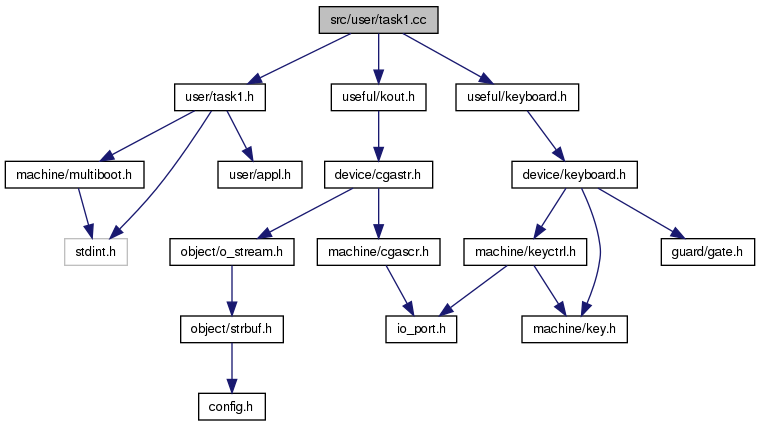 src/user/task1.cc
user/task1.h
useful/kout.h
useful/keyboard.h
machine/multiboot.h
user/appl.h
device/cgastr.h
device/keyboard.h
stdint.h
object/o_stream.h
machine/cgascr.h
machine/keyctrl.h
guard/gate.h
object/strbuf.h
io_port.h
machine/key.h
config.h